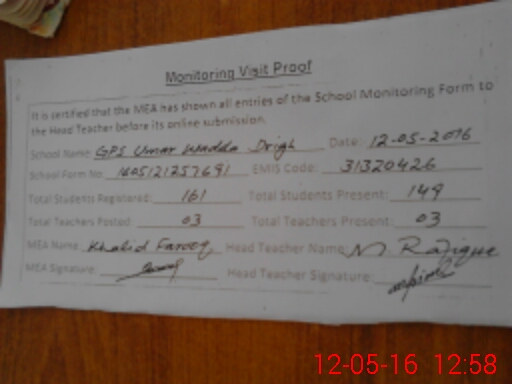 Monitoring Visit Proof
It is certified that the MEA has shown all entries of the School Monitoring Form to
the Head Teacher before its online submission.
School Name GPS Umar Wadda Drigh Date: 12-05-2016
School Form No 1605121257691 EMIS Code: 31320426
Total Students Registered: 161 Total Students Present: 149
Total Teachers Posted: 03 Total Teachers Present: 03
MEA Name: Khalid Farooq Head Teacher Name: M. Rafique
MEA Signature: Head Teacher Signature:
12-05-16 12:58